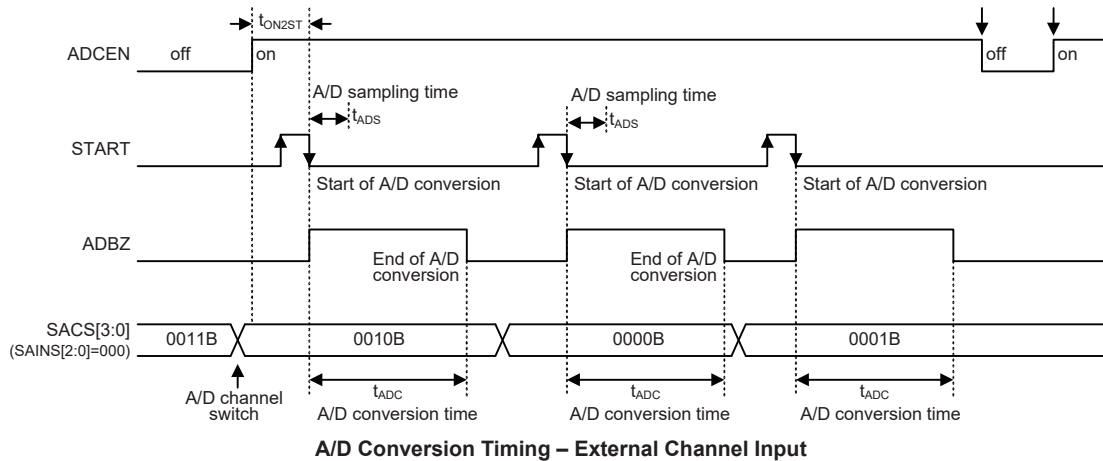 tON2ST
ADCEN
off
on
off
on
A/D sampling time
tADS
A/D sampling time
tADS
START
Start of A/D conversion
Start of A/D conversion
Start of A/D conversion
ADBZ
End of A/D
conversion
End of A/D
conversion
SACS[3:0]
(SAINS[2:0]=000)
0011B
0010B
0000B
0001B
A/D channel
switch
tADC
A/D conversion time
tADC
A/D conversion time
tADC
A/D conversion time
A/D Conversion Timing – External Channel Input